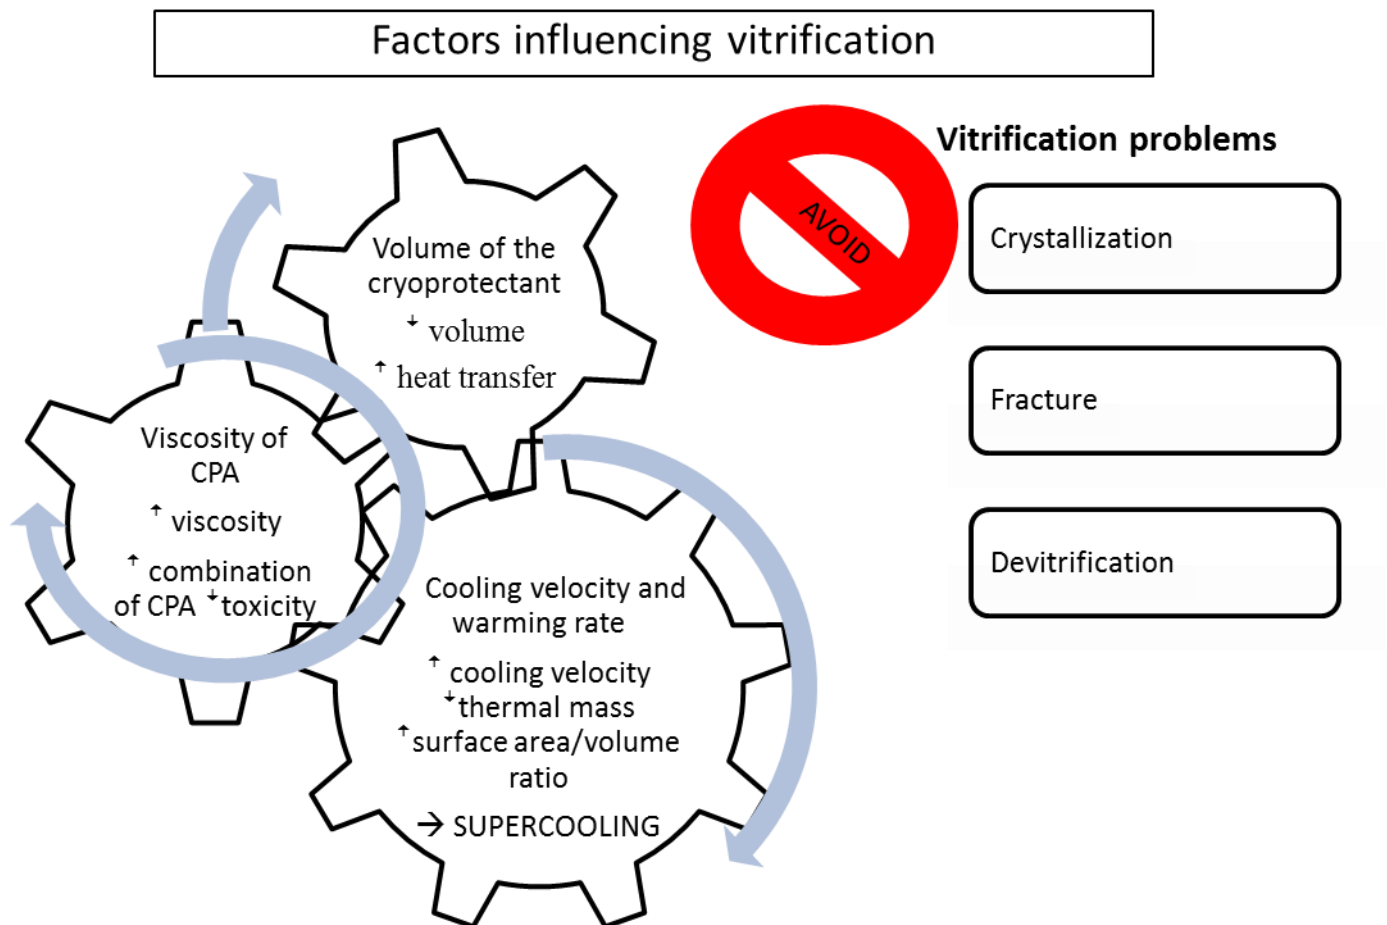 Factors influencing vitrification
Volume of the
cryoprotectant
↓ volume
↑ heat transfer
Viscosity of
CPA
↑ viscosity
↑ combination
of CPA ↓toxicity
Cooling velocity and
warming rate
↑ cooling velocity
↓thermal mass
↑surface area/volume
ratio
→ SUPERCOOLING
AVOID
Vitrification problems
Crystallization
Fracture
Devitrification